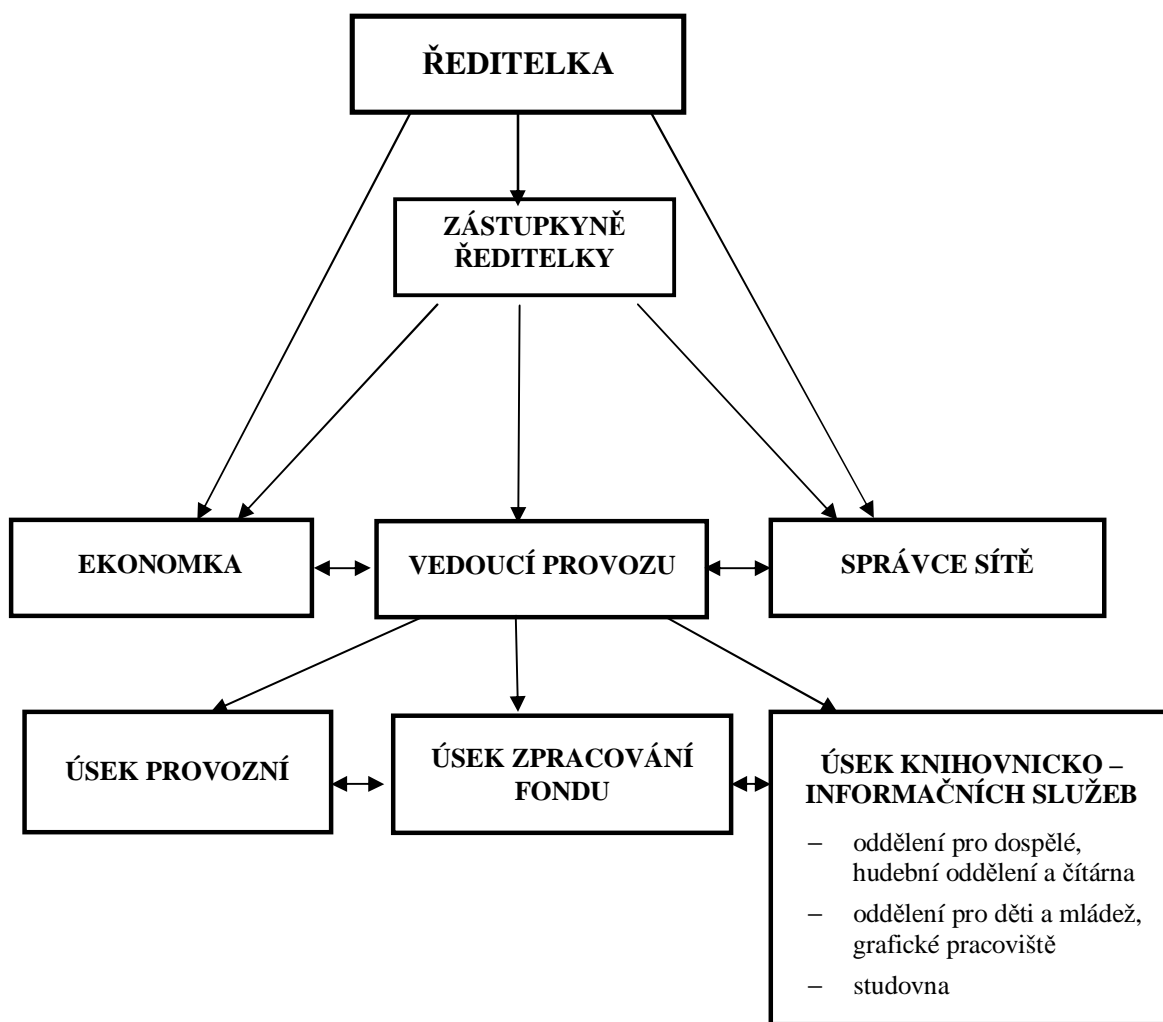 ŘEDITELKA
ZÁSTUPKYNĚ
ŘEDITELKY
EKONOMKA
VEDOUCÍ PROVOZU
SPRÁVCE SÍTĚ
ÚSEK PROVOZNÍ
ÚSEK ZPRACOVÁNÍ
FONDU
ÚSEK KNIHOVNICKO –
INFORMAČNÍCH SLUŽEB
– oddělení pro dospělé,
hudební oddělení a čítárna
– oddělení pro děti a mládež,
grafické pracoviště
– studovna